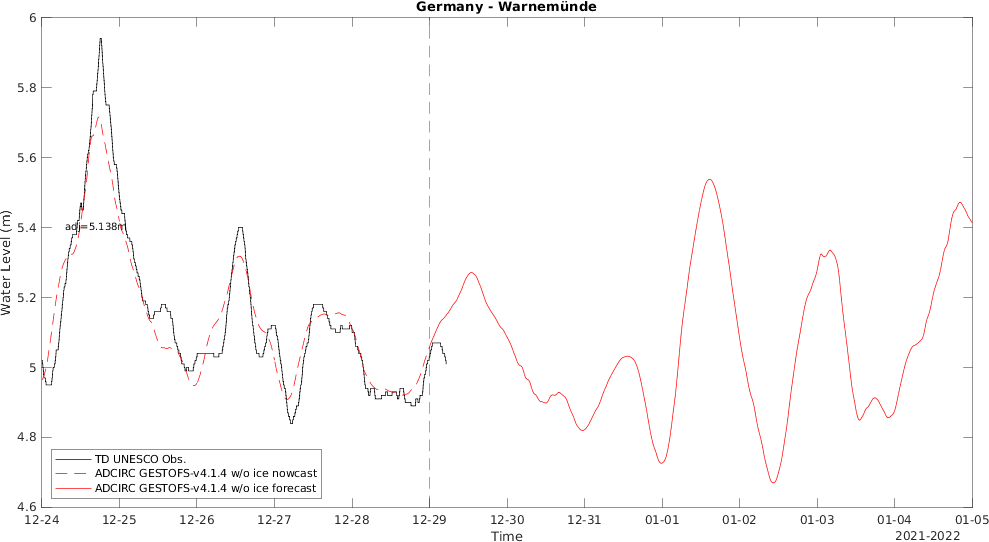 Germany - Warnemünde
Water Level (m)
6
5.8
5.6
5.4
5.2
5
4.8
4.6
adj=5.138m
TD UNESCO Obs.
ADCIRC GESTOFS-v4.1.4 w/o ice nowcast
ADCIRC GESTOFS-v4.1.4 w/o ice forecast
12-24 12-25 12-26 12-27 12-28 12-29 12-30 12-31 01-01 01-02 01-03 01-04 01-05
Time
2021-2022